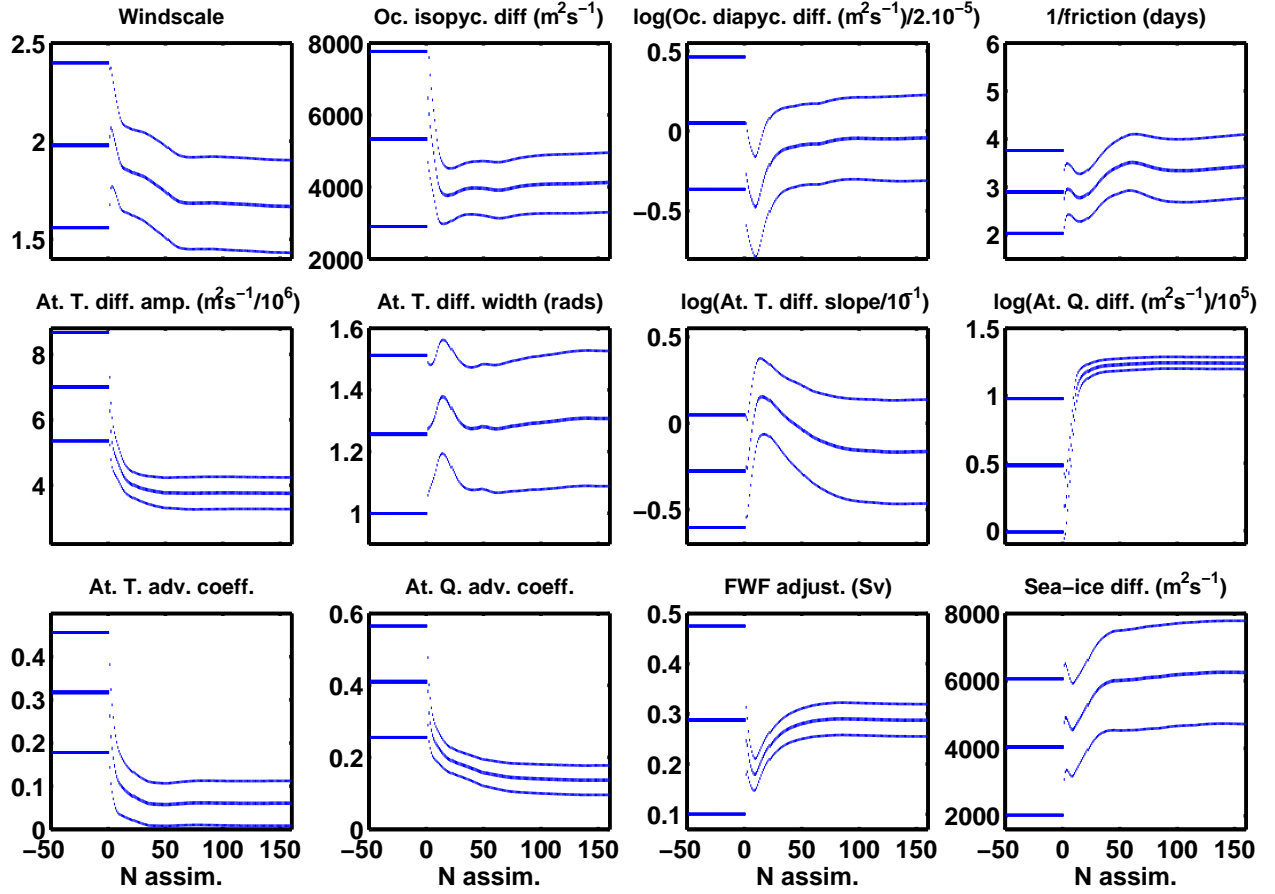 Windscale
Oc. isopyc. diff (m²s⁻¹)
log(Oc. diapyc. diff. (m²s⁻¹)/2.10⁻⁵)
1/friction (days)
2.5
2
1.5
8000
6000
4000
2000
0.5
0
−0.5
6
5
4
3
2
At. T. diff. amp. (m²s⁻¹/10⁶)
At. T. diff. width (rads)
log(At. T. diff. slope/10⁻¹)
log(At. Q. diff. (m²s⁻¹)/10⁵)
8
6
4
1.6
1.4
1.2
1
0.5
0
−0.5
1.5
1
0.5
0
At. T. adv. coeff.
At. Q. adv. coeff.
FWF adjust. (Sv)
Sea−ice diff. (m²s⁻¹)
0.4
0.3
0.2
0.1
0
0.6
0.4
0.2
0
0.5
0.4
0.3
0.2
0.1
8000
6000
4000
2000
−50 0 50 100 150
−50 0 50 100 150
−50 0 50 100 150
−50 0 50 100 150
N assim.
N assim.
N assim.
N assim.